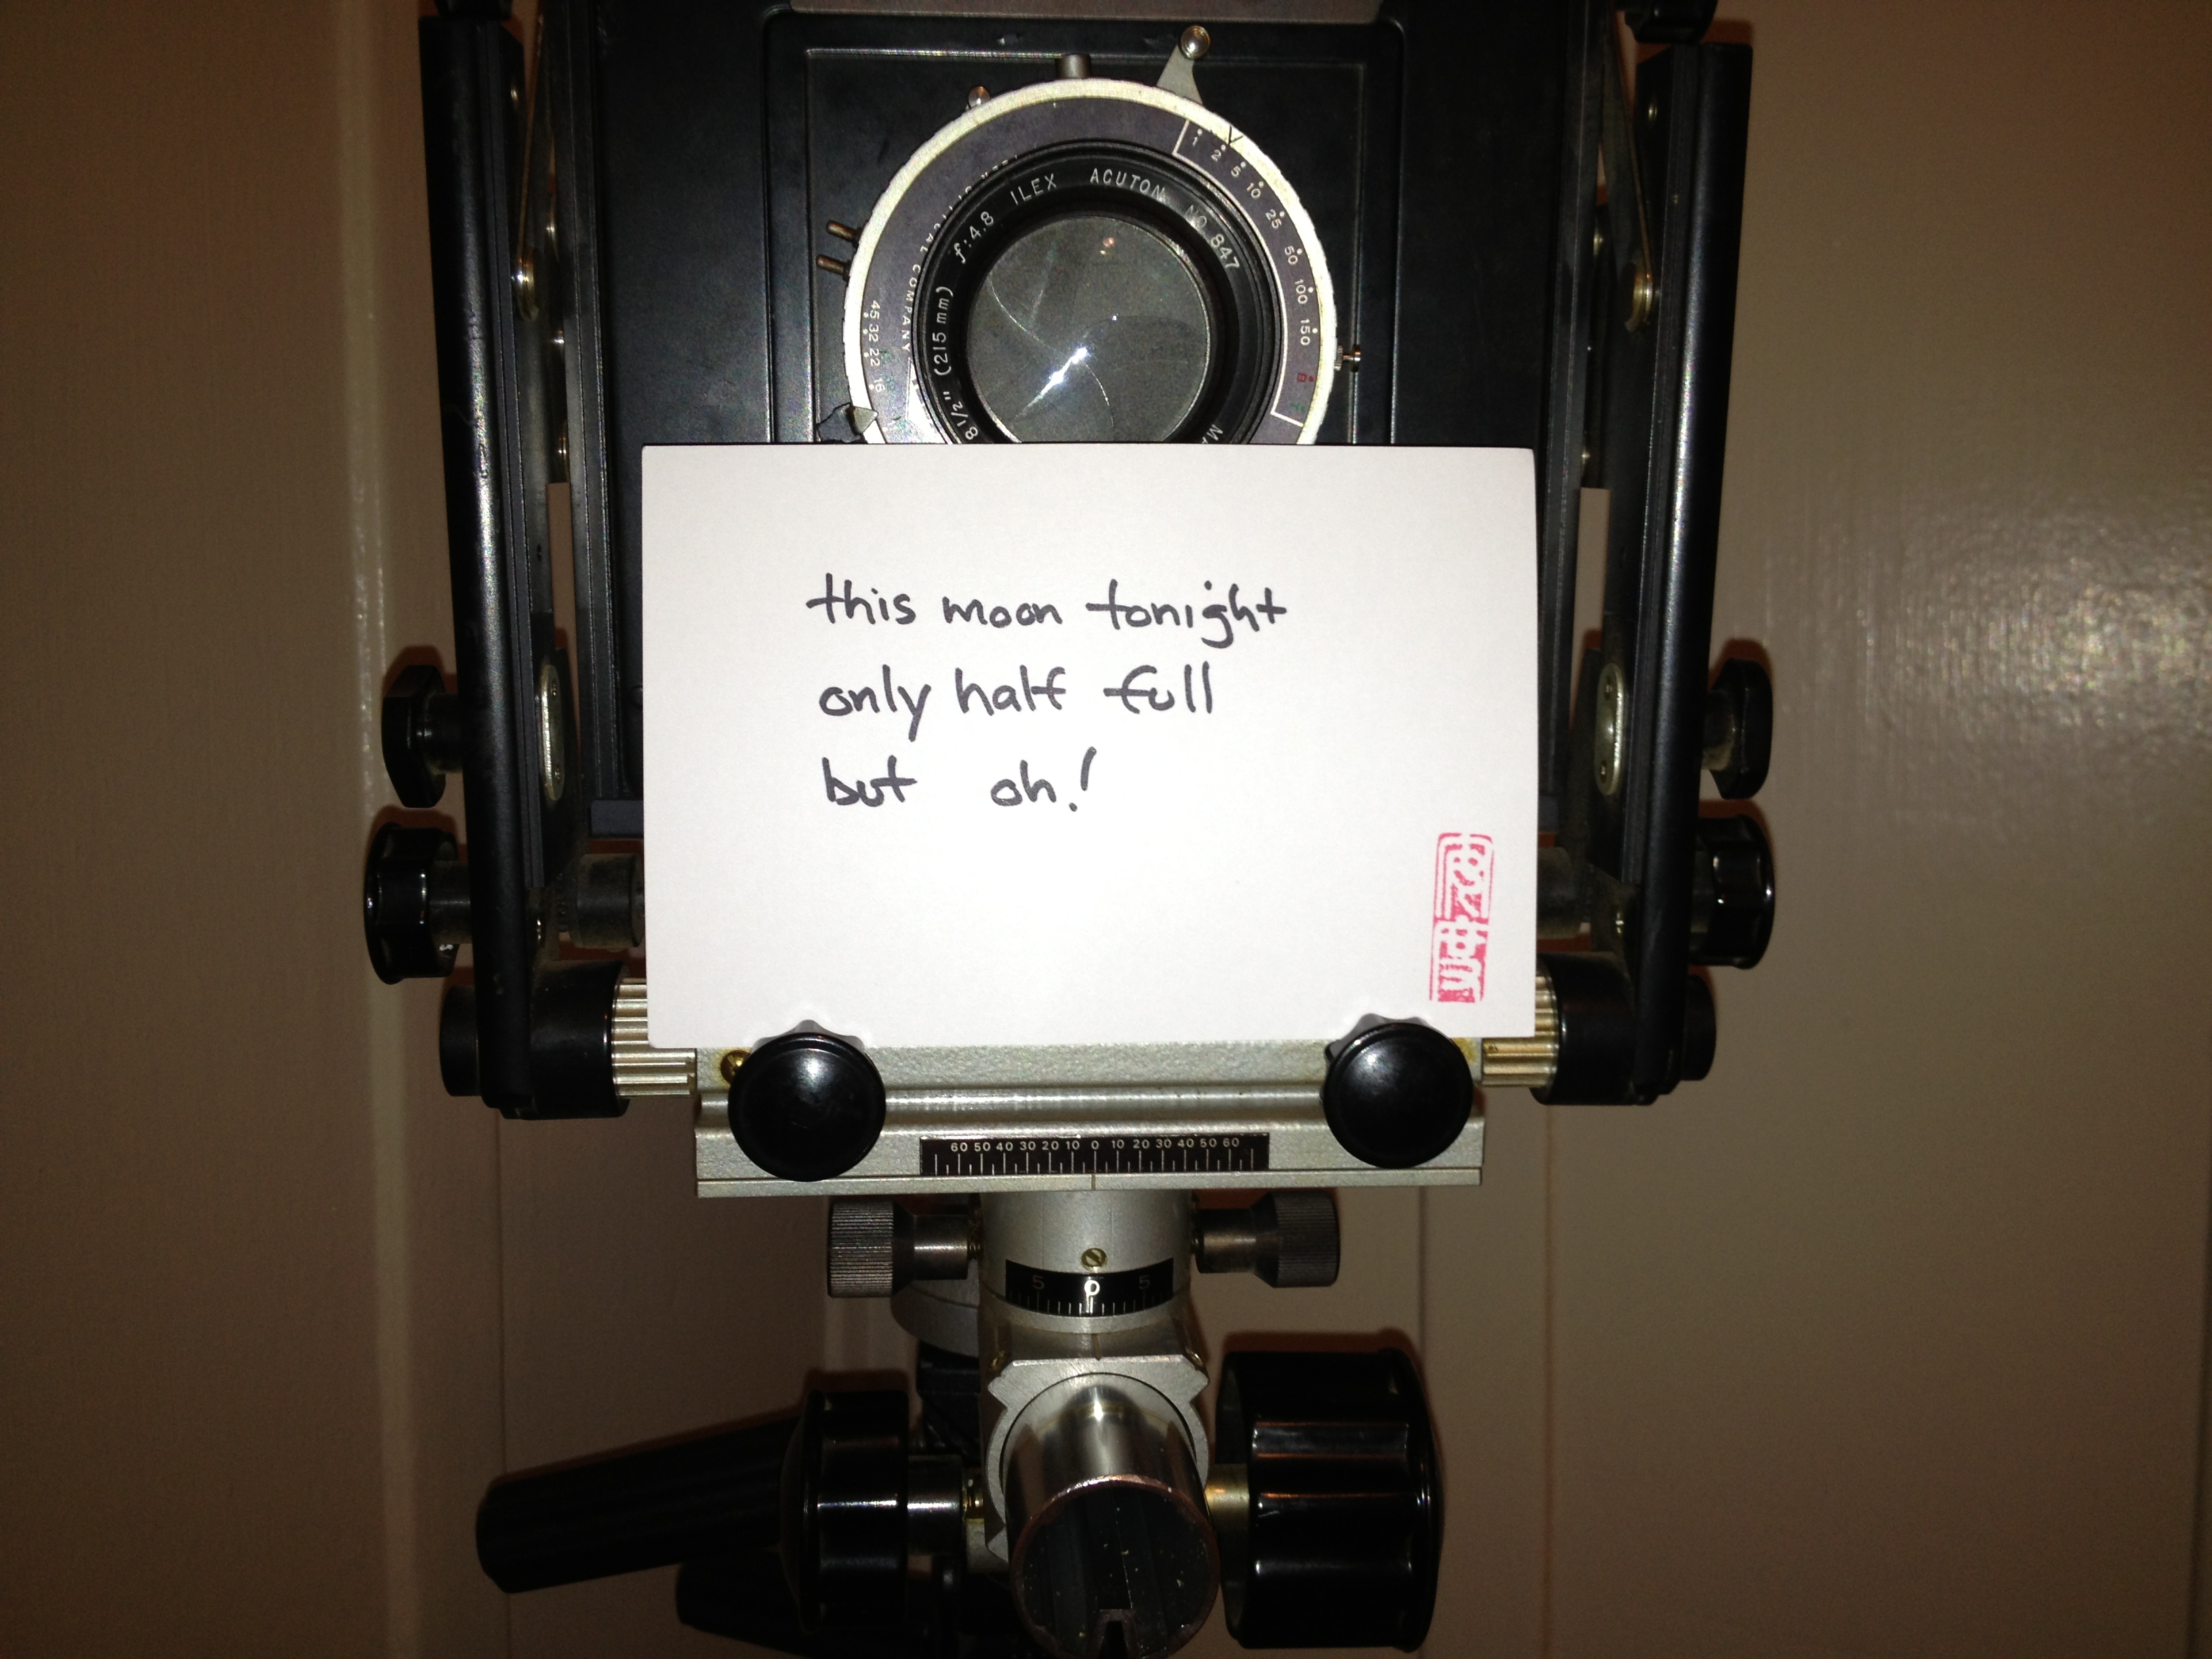 1 2 5 10 25 50 100 150 B
ILEX ACUTON No 847
8 1/2" (215 mm) f:4.8
CAL COMPANY
45 32 22 16
this moon tonight
only half full
but oh!
60 50 40 30 20 10 0 10 20 30 40 50 60
5 0 5